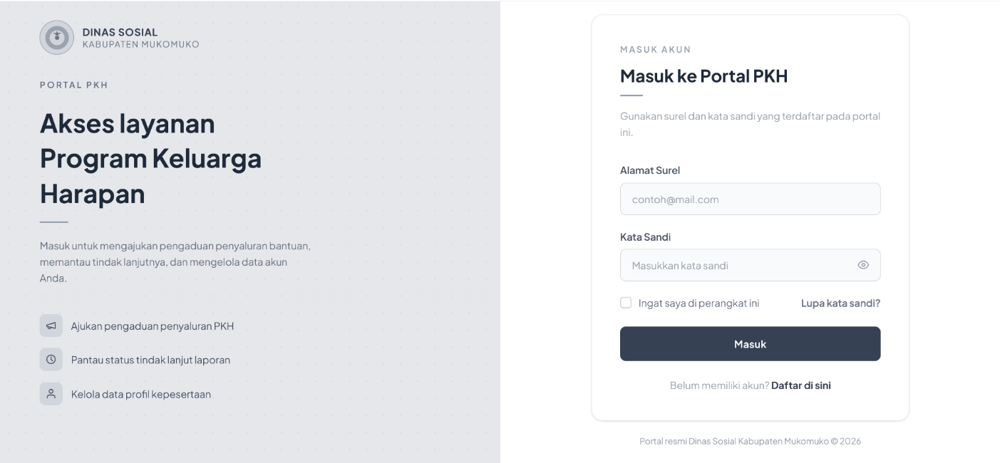 DINAS SOSIAL
KABUPATEN MUKOMUKO
PORTAL PKH
Akses layanan
Program Keluarga
Harapan
Masuk untuk mengajukan pengaduan penyaluran bantuan,
memantau tindak lanjutnya, dan mengelola data akun
Anda.
Ajukan pengaduan penyaluran PKH
Pantau status tindak lanjut laporan
Kelola data profil kepesertaan
MASUK AKUN
Masuk ke Portal PKH
Gunakan surel dan kata sandi yang terdaftar pada portal
ini.
Alamat Surel
contoh@mail.com
Kata Sandi
Masukkan kata sandi
Ingat saya di perangkat ini
Lupa kata sandi?
Masuk
Belum memiliki akun? Daftar di sini
Portal resmi Dinas Sosial Kabupaten Mukomuko © 2026